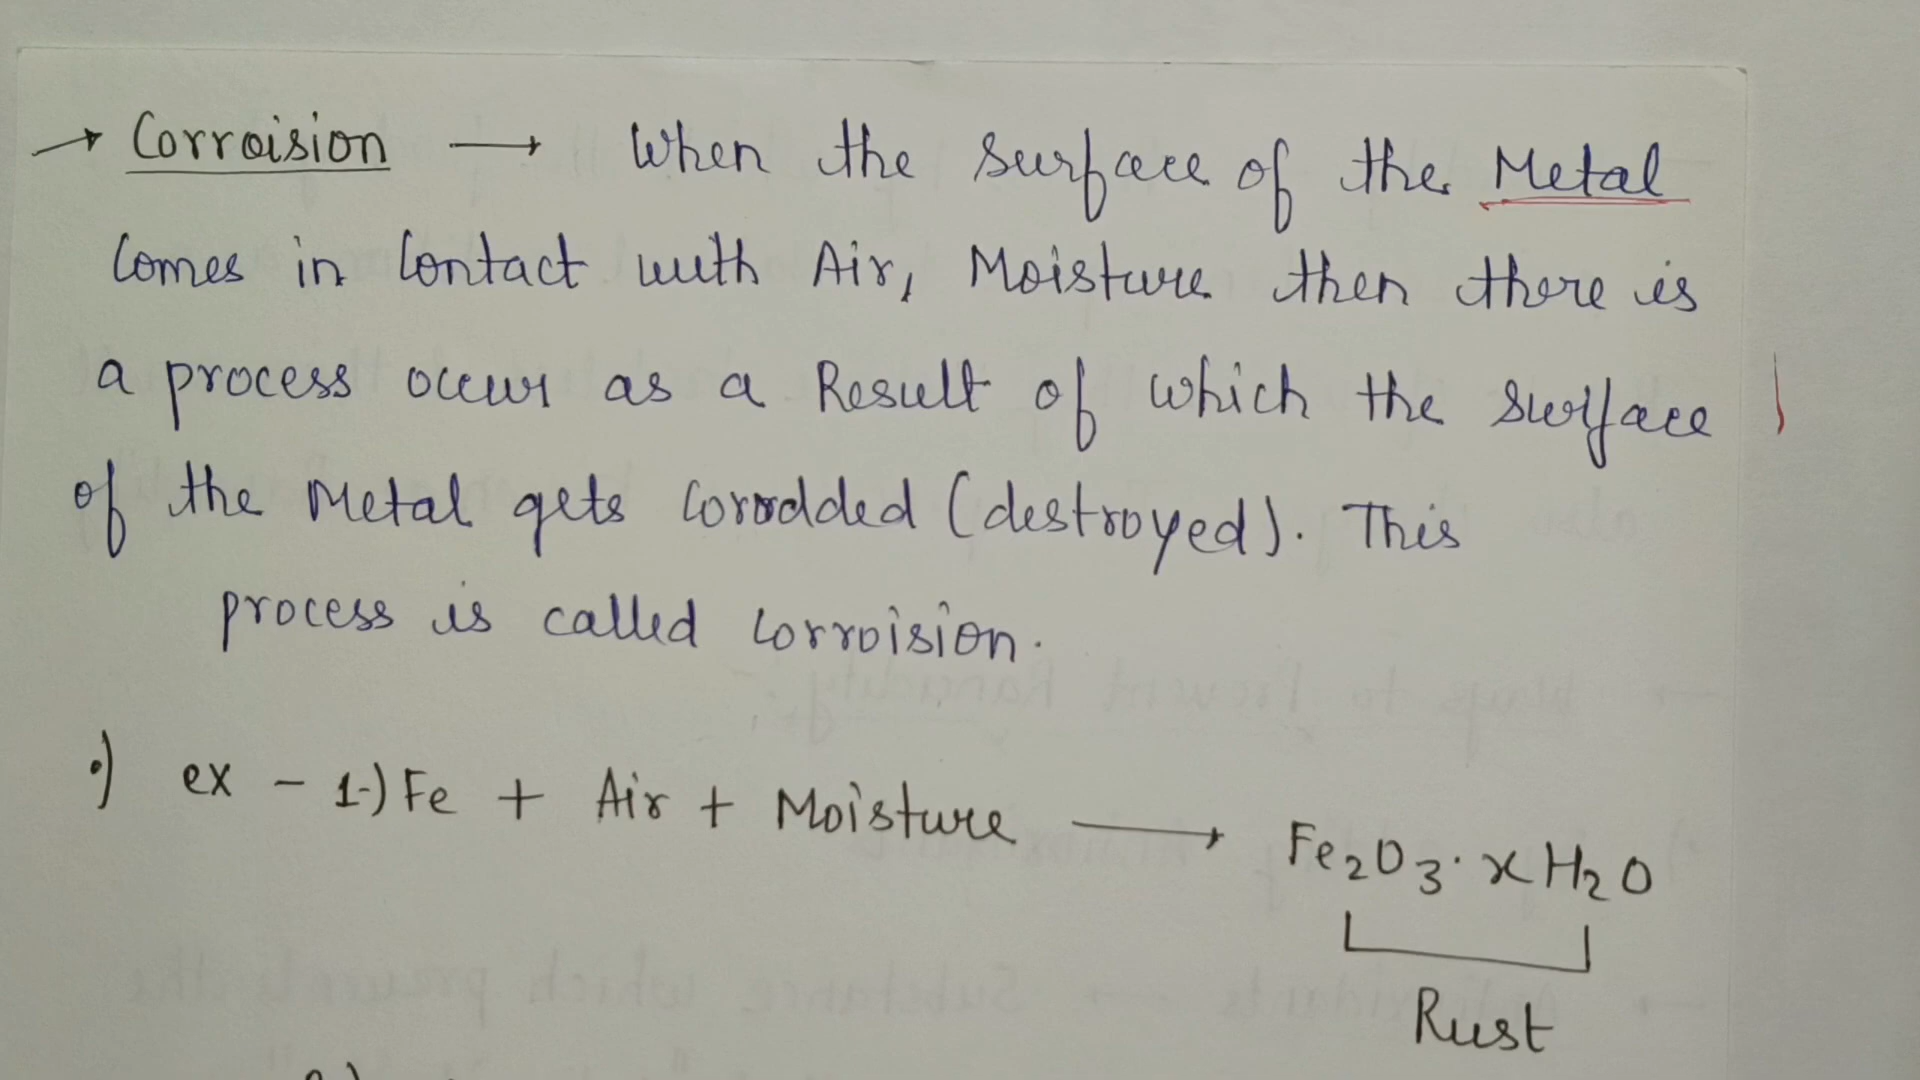 → Corroision → When the surface of the Metal
Comes in Contact with Air, Moisture then there is
a process occur as a Result of which the surface
of the Metal gets corodded (destroyed). This
process is called corroision.
•) ex - 1.) Fe + Air + Moisture → Fe₂O₃·xH₂O
Rust